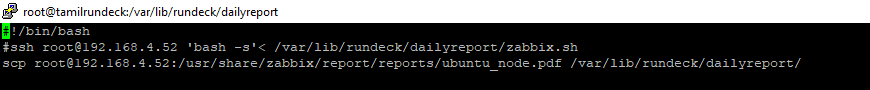 root@tamilrundeck:/var/lib/rundeck/dailyreport
#!/bin/bash
#ssh root@192.168.4.52 'bash -s'< /var/lib/rundeck/dailyreport/zabbix.sh
scp root@192.168.4.52:/usr/share/zabbix/report/reports/ubuntu_node.pdf /var/lib/rundeck/dailyreport/